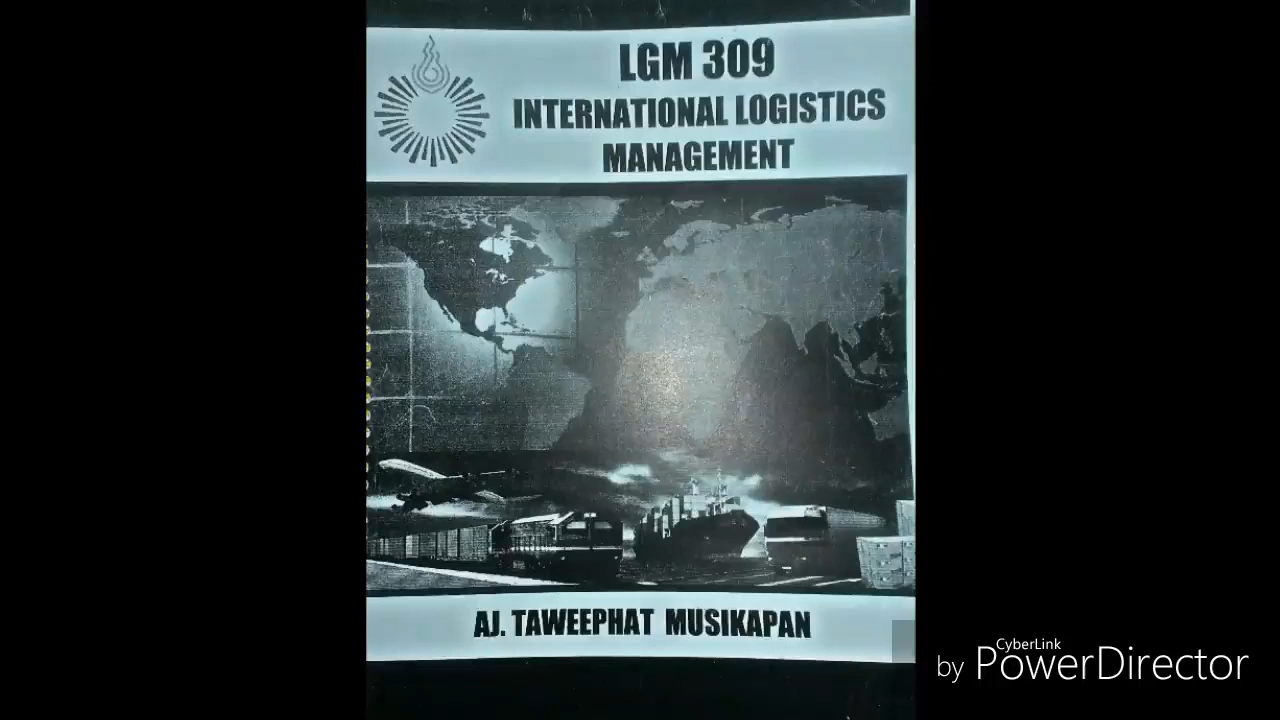 LGM 309
INTERNATIONAL LOGISTICS
MANAGEMENT
AJ. TAWEEPHAT MUSIKAPAN
CyberLink
by PowerDirector